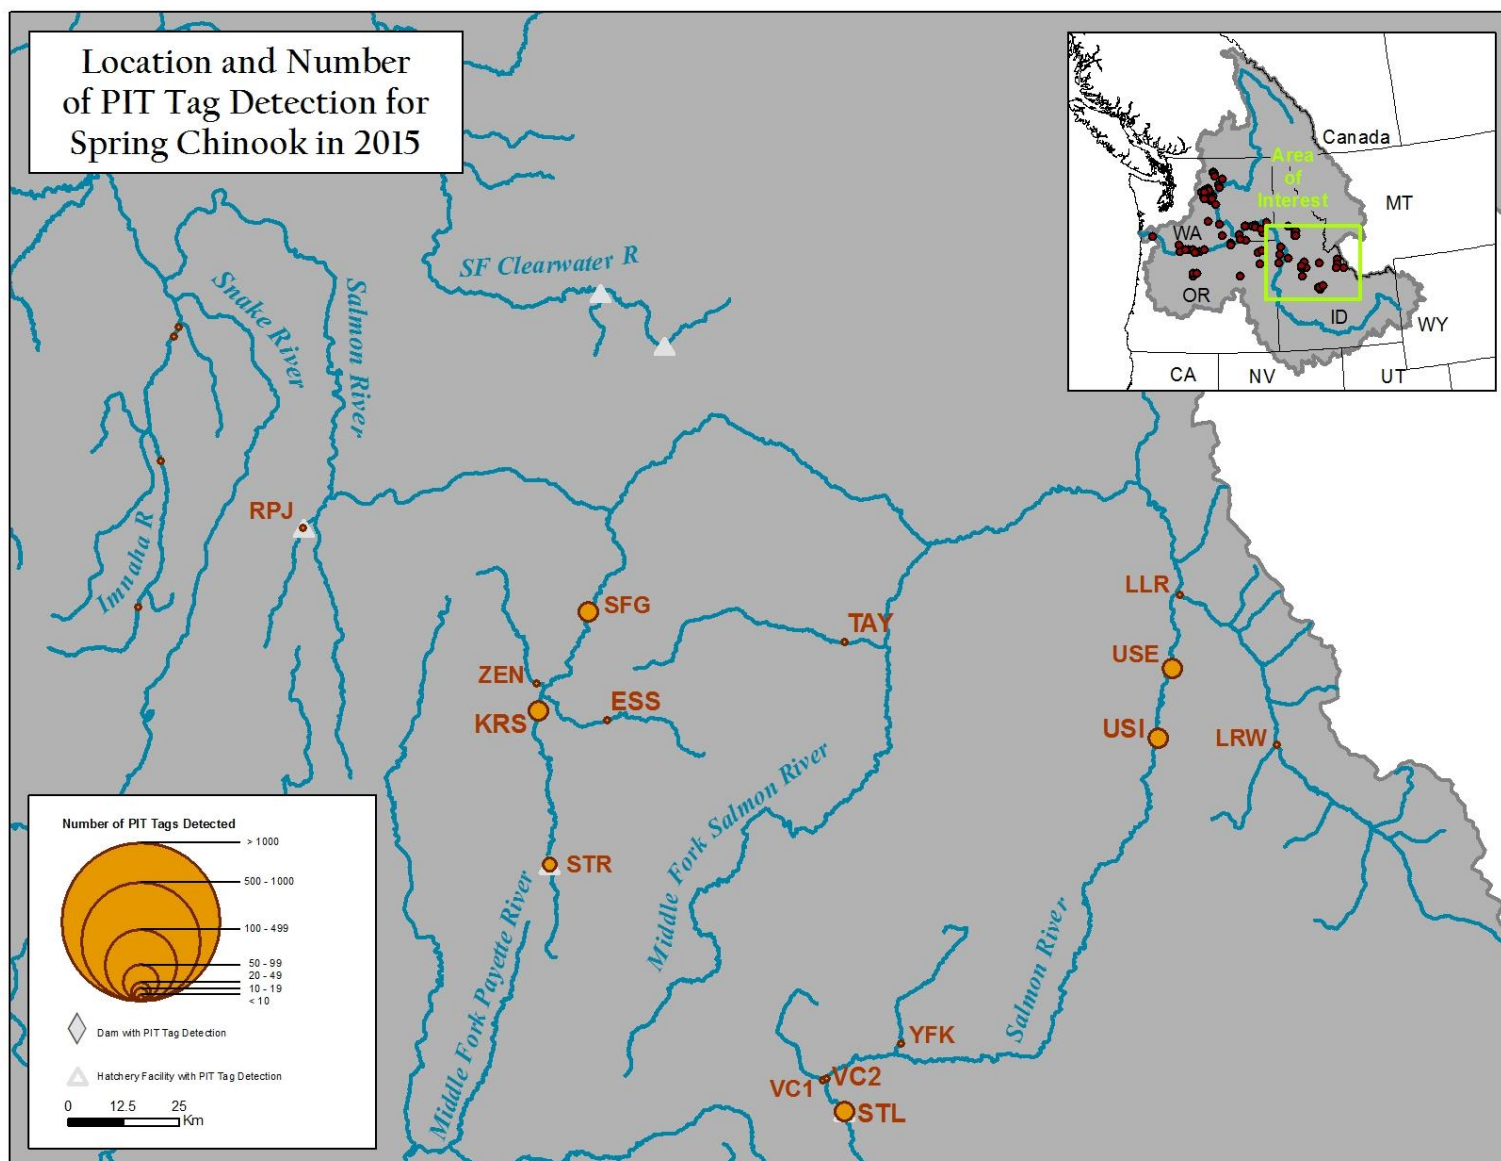 Location and Number
of PIT Tag Detection for
Spring Chinook in 2015
Canada
Area
of
Interest
MT
WA
OR
ID
WY
CA
NV
UT
SF Clearwater R
Snake River
Salmon River
Imnaha R
RPJ
SFG
ZEN
ESS
KRS
TAY
LLR
USE
USI
LRW
STR
Middle Fork Salmon River
Middle Fork Payette River
Salmon River
YFK
VC1
VC2
STL
Number of PIT Tags Detected
> 1000
500 - 1000
100 - 499
50 - 99
20 - 49
10 - 19
< 10
Dam with PIT Tag Detection
Hatchery Facility with PIT Tag Detection
0 12.5 25
Km